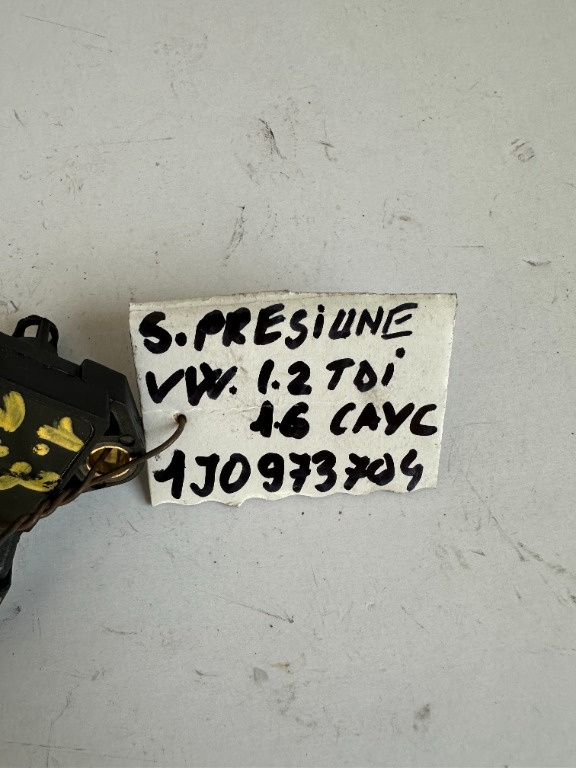 S. PRESiUNE
VW. 1.2 TDi
1.6 CAYC
1J0973704